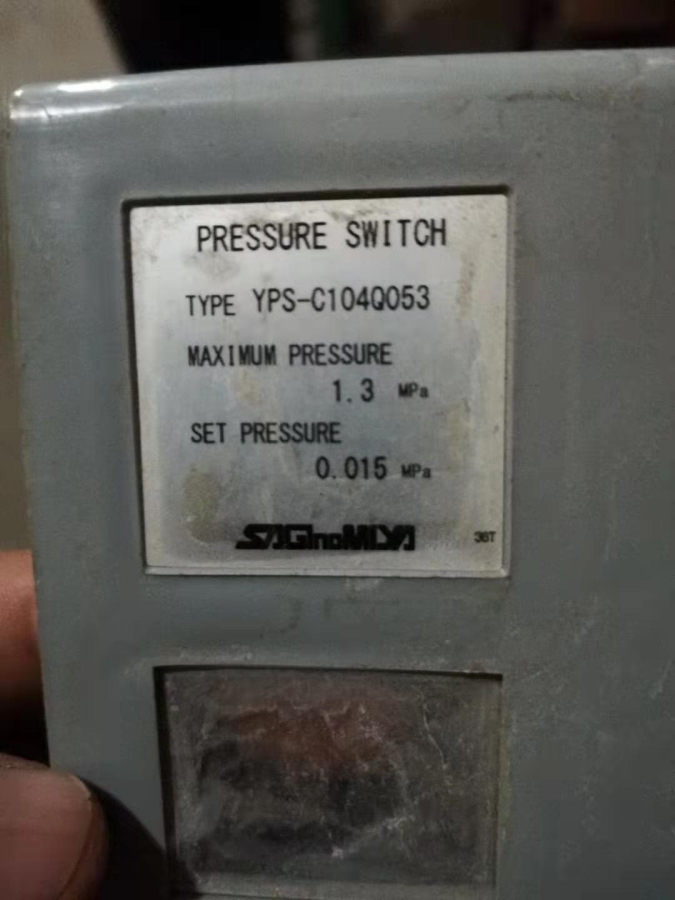 PRESSURE SWITCH
TYPE YPS-C104Q053
MAXIMUM PRESSURE
1.3 MPa
SET PRESSURE
0.015 MPa
SAGInoMIYA 36T